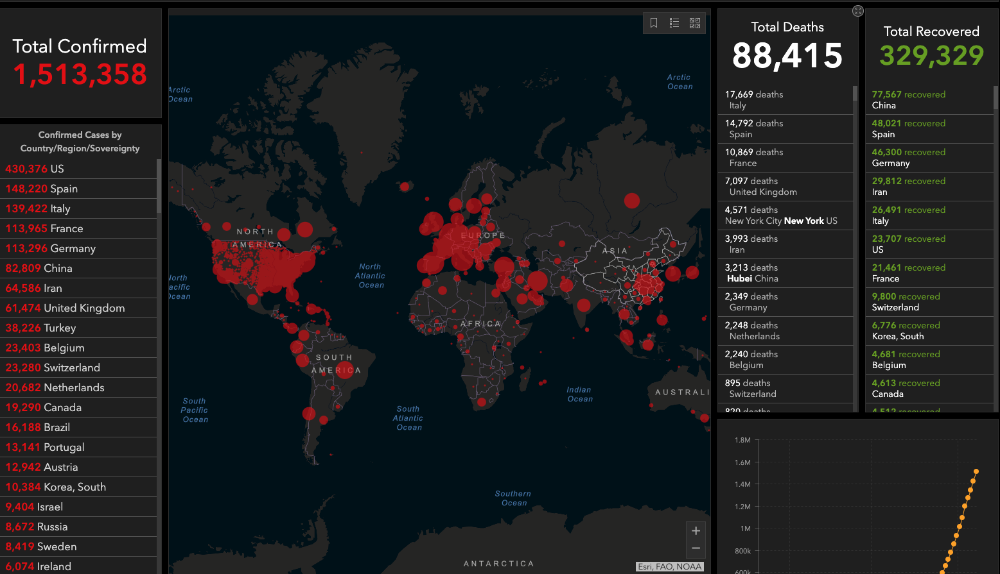 Total Confirmed
1,513,358
Confirmed Cases by
Country/Region/Sovereignty
430,376 US
148,220 Spain
139,422 Italy
113,965 France
113,296 Germany
82,809 China
64,586 Iran
61,474 United Kingdom
38,226 Turkey
23,403 Belgium
23,280 Switzerland
20,682 Netherlands
19,290 Canada
16,188 Brazil
13,141 Portugal
12,942 Austria
10,384 Korea, South
9,404 Israel
8,672 Russia
8,419 Sweden
6,074 Ireland
Arctic
Ocean
Arctic
Ocean
NORTH
AMERICA
EUROPE
ASIA
North
Atlantic
Ocean
North
Pacific
Ocean
AFRICA
SOUTH
AMERICA
Indian
Ocean
AUSTRALI
South
Pacific
Ocean
South
Atlantic
Ocean
Southern
Ocean
ANTARCTICA
+
−
Esri, FAO, NOAA
Total Deaths
88,415
17,669 deaths
Italy
14,792 deaths
Spain
10,869 deaths
France
7,097 deaths
United Kingdom
4,571 deaths
New York City New York US
3,993 deaths
Iran
3,213 deaths
Hubei China
2,349 deaths
Germany
2,248 deaths
Netherlands
2,240 deaths
Belgium
895 deaths
Switzerland
820 deaths
Total Recovered
329,329
77,567 recovered
China
48,021 recovered
Spain
46,300 recovered
Germany
29,812 recovered
Iran
26,491 recovered
Italy
23,707 recovered
US
21,461 recovered
France
9,800 recovered
Switzerland
6,776 recovered
Korea, South
4,681 recovered
Belgium
4,613 recovered
Canada
4,512 recovered
1.8M
1.6M
1.4M
1.2M
1M
800k
600k